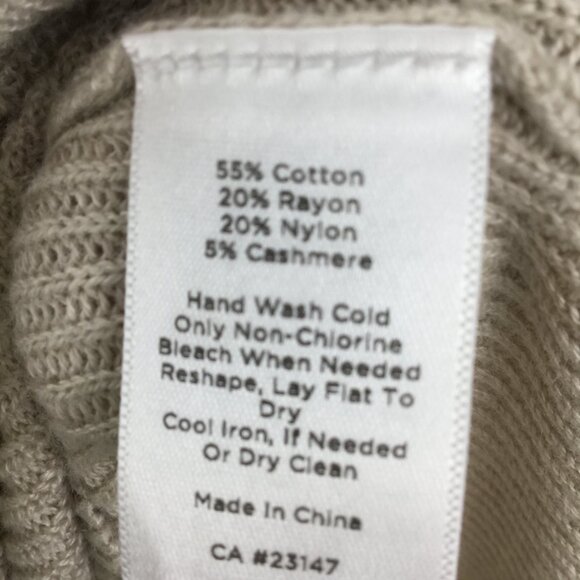 55% Cotton
20% Rayon
20% Nylon
5% Cashmere
Hand Wash Cold
Only Non-Chlorine
Bleach When Needed
Reshape, Lay Flat To
Dry
Cool Iron, If Needed
Or Dry Clean
Made In China
CA #23147